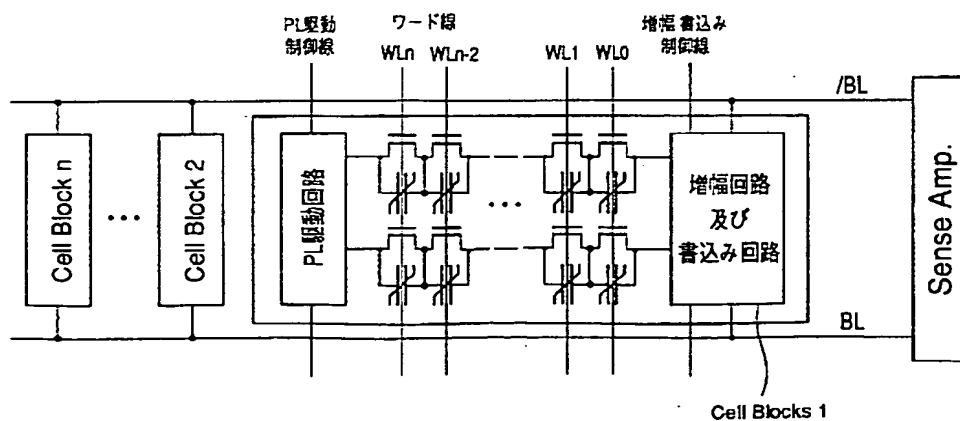 PL駆動
制御線
ワード線
WLn WLn-2
WL1 WL0
増幅 書込み
制御線
/BL
Cell Block n
...
Cell Block 2
PL駆動回路
...
増幅回路
及び
書込み回路
Sense Amp.
BL
Cell Blocks 1